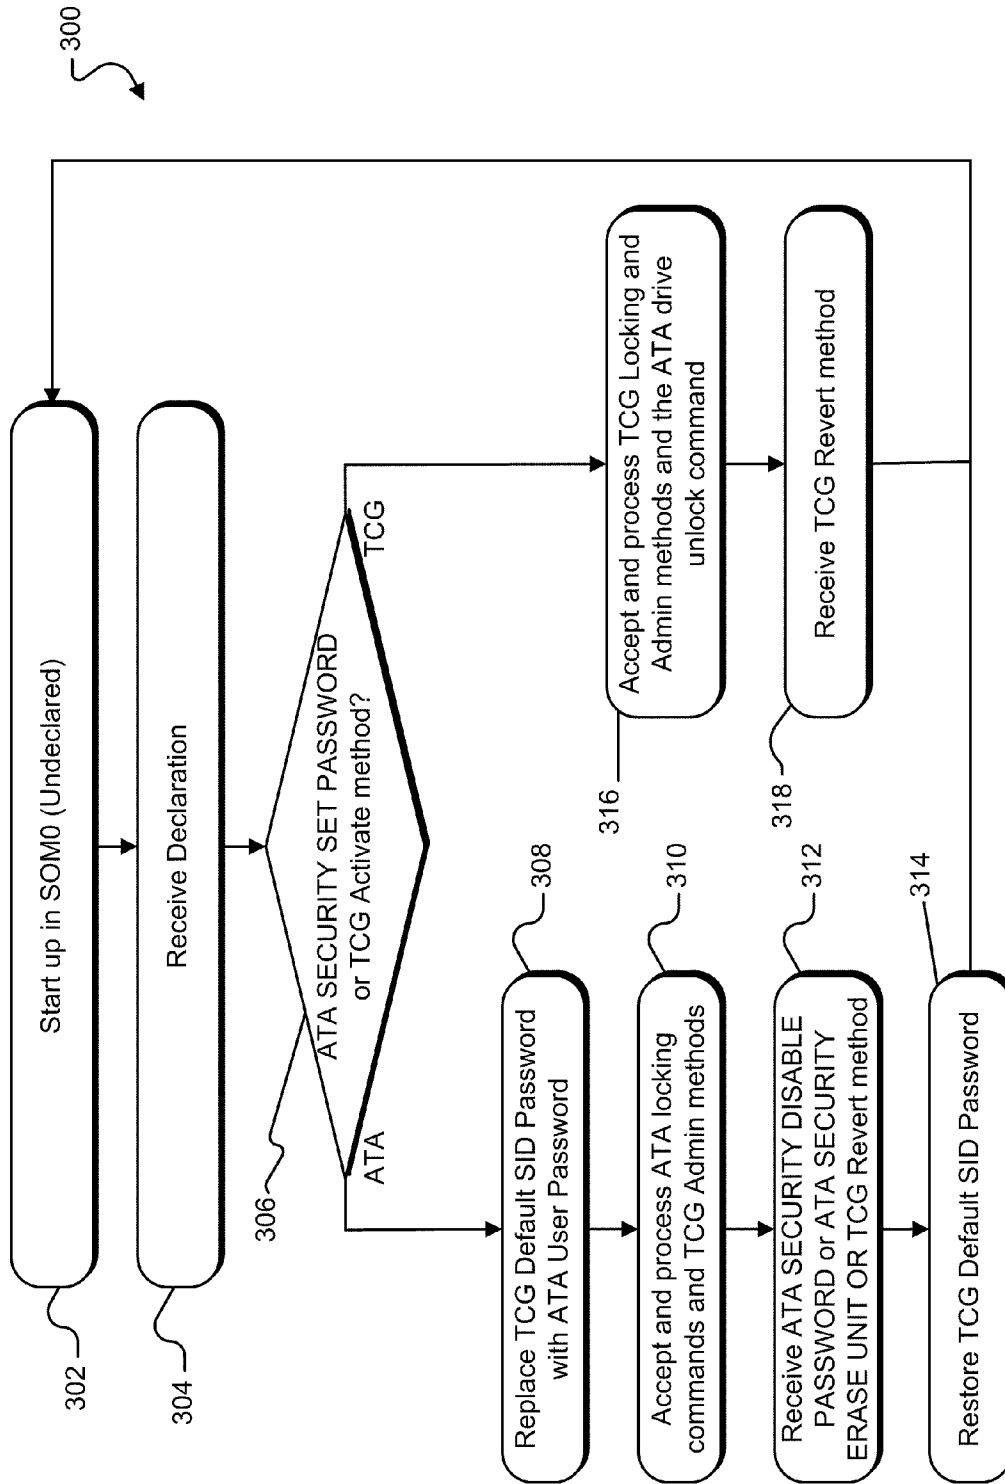 300
Start up in SOM0 (Undeclared)
302
Receive Declaration
304
ATA SECURITY SET PASSWORD
or TCG Activate method?
306
ATA
TCG
Replace TCG Default SID Password
with ATA User Password
308
Accept and process ATA locking
commands and TCG Admin methods
310
Receive ATA SECURITY DISABLE
PASSWORD or ATA SECURITY
ERASE UNIT OR TCG Revert method
312
Restore TCG Default SID Password
314
Accept and process TCG Locking and
Admin methods and the ATA drive
unlock command
316
Receive TCG Revert method
318